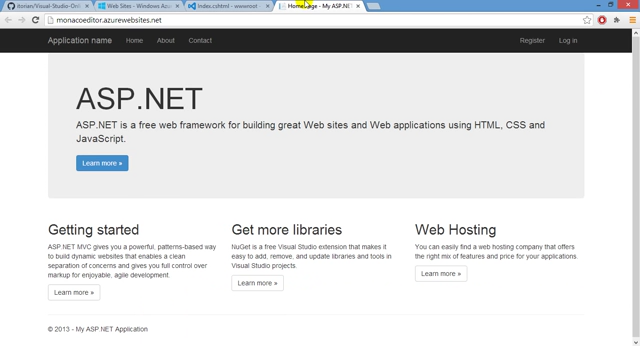 itorian/Visual-Studio-Onl
Web Sites - Windows Azu
Index.cshtml - wwwroot
Home Page - My ASP.NET
monacoeditor.azurewebsites.net
Application name Home About Contact Register Log in
ASP.NET
ASP.NET is a free web framework for building great Web sites and Web applications using HTML, CSS and
JavaScript.
Learn more »
Getting started
ASP.NET MVC gives you a powerful, patterns-based way
to build dynamic websites that enables a clean
separation of concerns and gives you full control over
markup for enjoyable, agile development.
Learn more »
Get more libraries
NuGet is a free Visual Studio extension that makes it
easy to add, remove, and update libraries and tools in
Visual Studio projects.
Learn more »
Web Hosting
You can easily find a web hosting company that offers
the right mix of features and price for your applications.
Learn more »
© 2013 - My ASP.NET Application